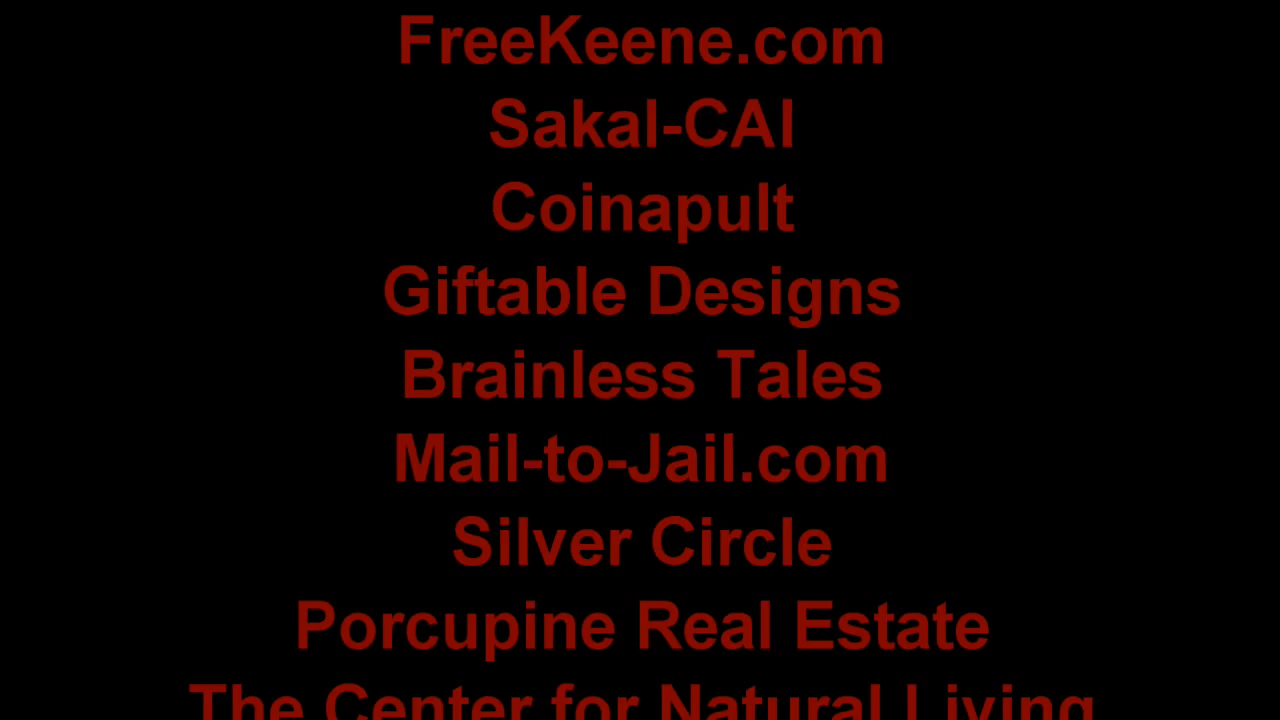 FreeKeene.com
Sakal-CAI
Coinapult
Giftable Designs
Brainless Tales
Mail-to-Jail.com
Silver Circle
Porcupine Real Estate
The Center for Natural Living